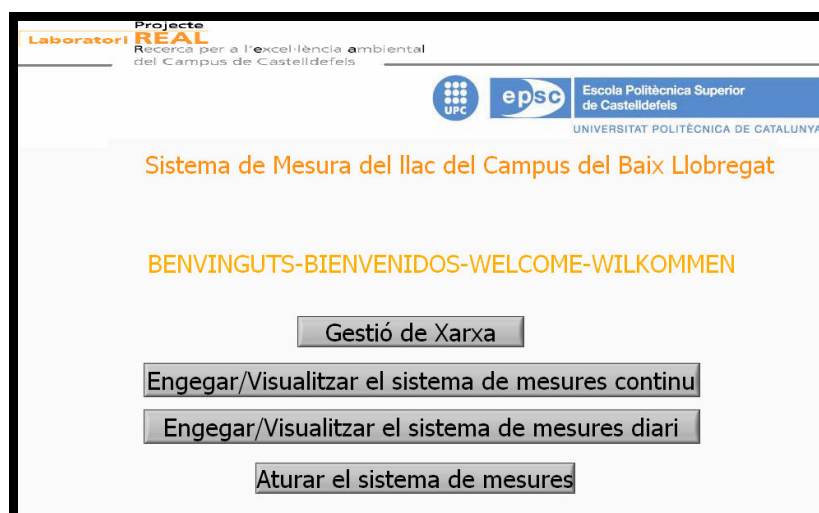 Projecte
Laboratori REAL
Recerca per a l'excel·lència ambiental
del Campus de Castelldefels
UPC
epsc
Escola Politècnica Superior
de Castelldefels
UNIVERSITAT POLITÈCNICA DE CATALUNYA
Sistema de Mesura del llac del Campus del Baix Llobregat
BENVINGUTS-BIENVENIDOS-WELCOME-WILKOMMEN
Gestió de Xarxa
Engegar/Visualitzar el sistema de mesures continu
Engegar/Visualitzar el sistema de mesures diari
Aturar el sistema de mesures